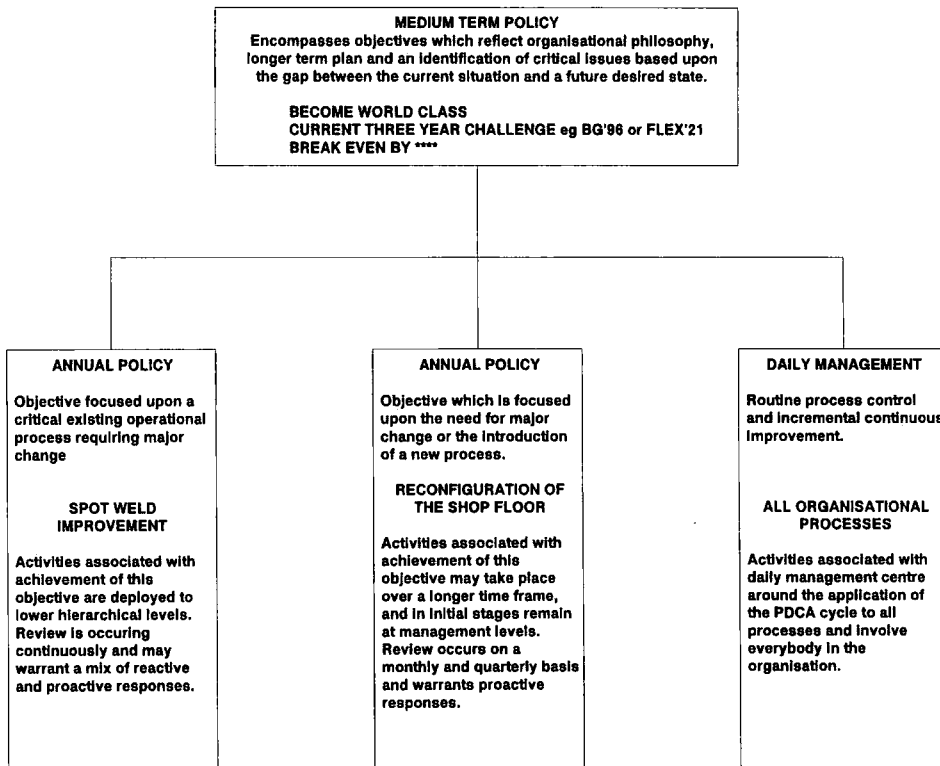 MEDIUM TERM POLICY
Encompasses objectives which reflect organisational philosophy,
longer term plan and an identification of critical issues based upon
the gap between the current situation and a future desired state.
BECOME WORLD CLASS
CURRENT THREE YEAR CHALLENGE eg BG'96 or FLEX'21
BREAK EVEN BY ****
ANNUAL POLICY
Objective focused upon a
critical existing operational
process requiring major
change
SPOT WELD
IMPROVEMENT
Activities associated with
achievement of this
objective are deployed to
lower hierarchical levels.
Review is occuring
continuously and may
warrant a mix of reactive
and proactive responses.
ANNUAL POLICY
Objective which is focused
upon the need for major
change or the introduction
of a new process.
RECONFIGURATION OF
THE SHOP FLOOR
Activities associated with
achievement of this
objective may take place
over a longer time frame,
and in initial stages remain
at management levels.
Review occurs on a
monthly and quarterly basis
and warrants proactive
responses.
DAILY MANAGEMENT
Routine process control
and incremental continuous
improvement.
ALL ORGANISATIONAL
PROCESSES
Activities associated with
daily management centre
around the application of
the PDCA cycle to all
processes and involve
everybody in the
organisation.